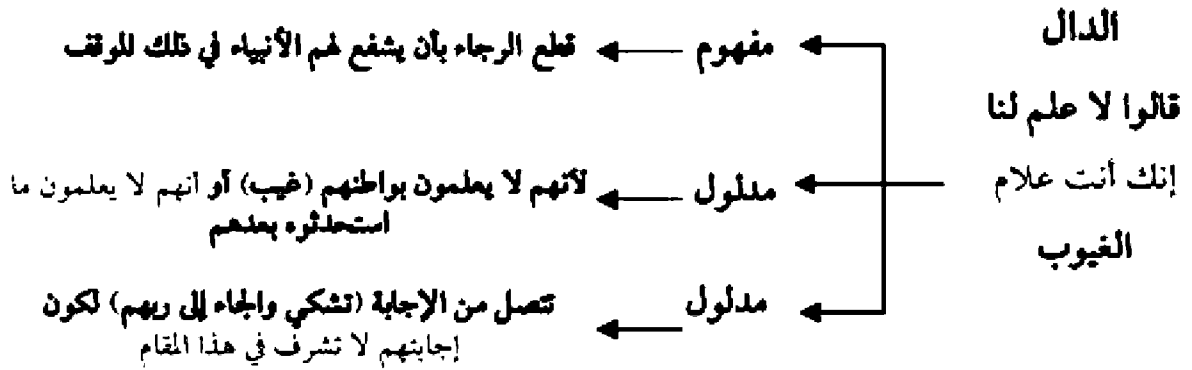 الدال
قالوا لا علم لنا
إنك أنت علام
الغيوب
مفهوم
قطع الرجاء بأن يشفع لهم الأنبياء في ذلك الموقف
مدلول
لأنهم لا يعلمون بواطنهم (غيب) أو أنهم لا يعلمون ما
استحدثوه بعدهم
مدلول
تتصل من الإجابة (تشكي والجاء إلى ربهم) لكون
إجابتهم لا تشرف في هذا المقام